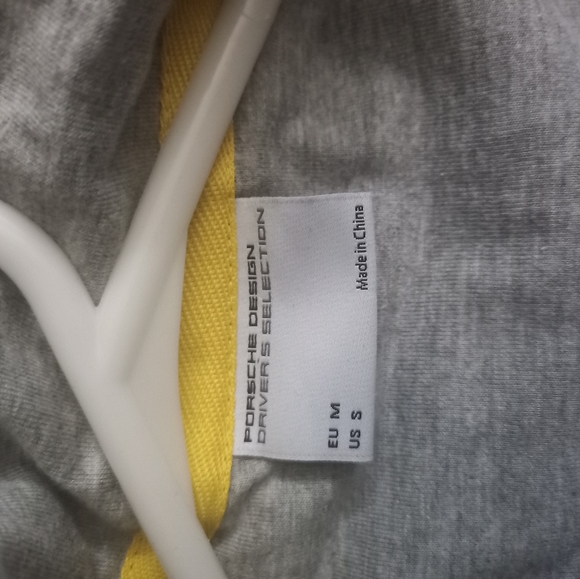 PORSCHE DESIGN
DRIVER'S SELECTION
EU M
US S
Made in China